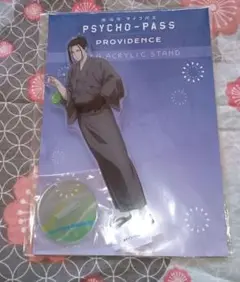 PSYCHO-PASS
PROVIDENCE
ACRYLIC STAND